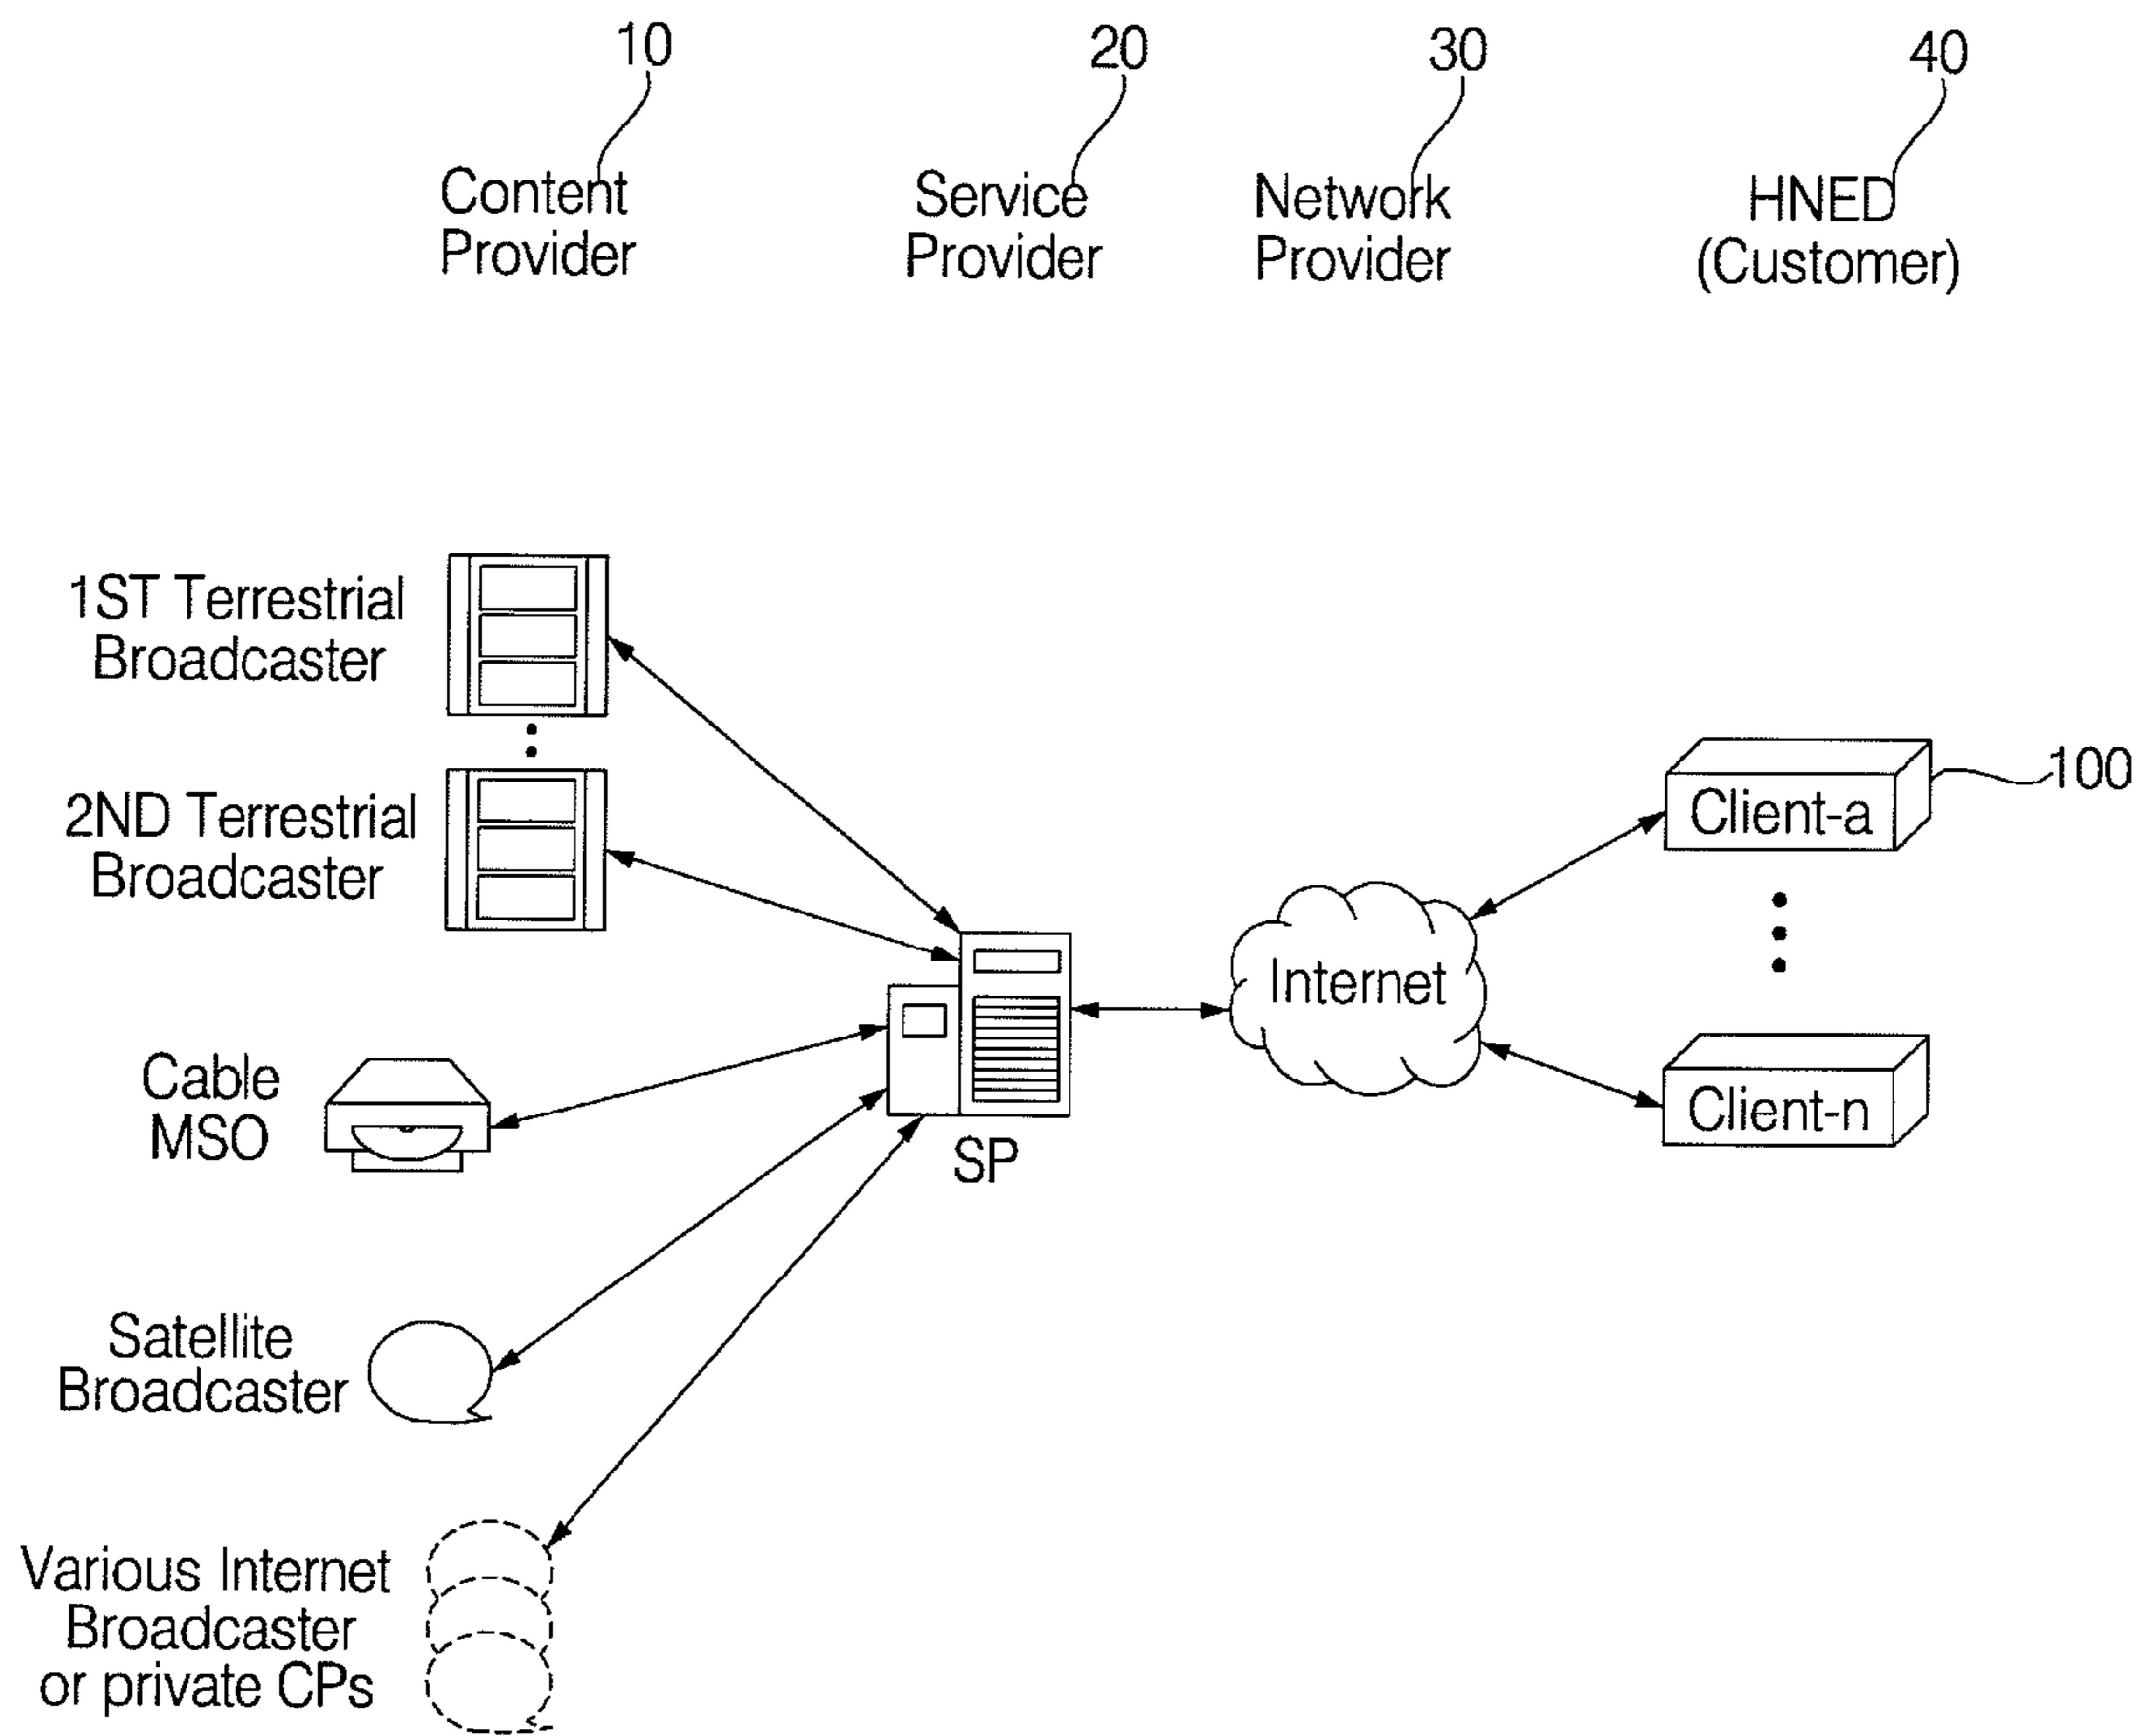 10
20
30
40
Content
Provider
Service
Provider
Network
Provider
HNED
(Customer)
1ST Terrestrial
Broadcaster
2ND Terrestrial
Broadcaster
Cable
MSO
Satellite
Broadcaster
Various Internet
Broadcaster
or private CPs
SP
Internet
Client-a
100
Client-n